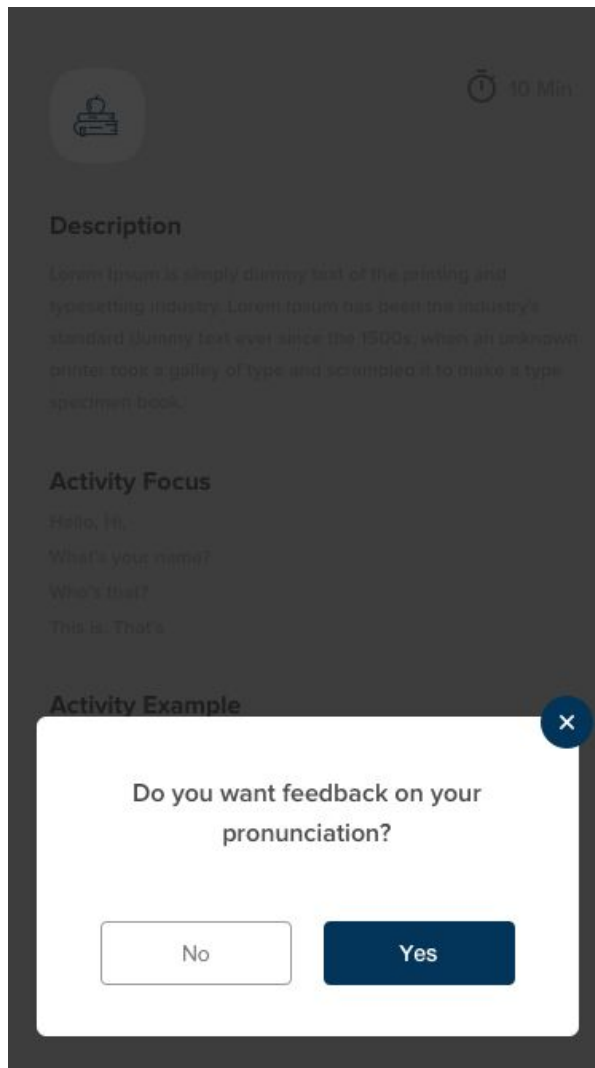 10 Min
Description
Lorem Ipsum is simply dummy text of the printing and
typesetting industry. Lorem Ipsum has been the industry's
standard dummy text ever since the 1500s, when an unknown
printer took a galley of type and scrambled it to make a type
specimen book.
Activity Focus
Hello, Hi,
What's your name?
Who's that?
This is. That's
Activity Example
Do you want feedback on your
pronunciation?
No
Yes